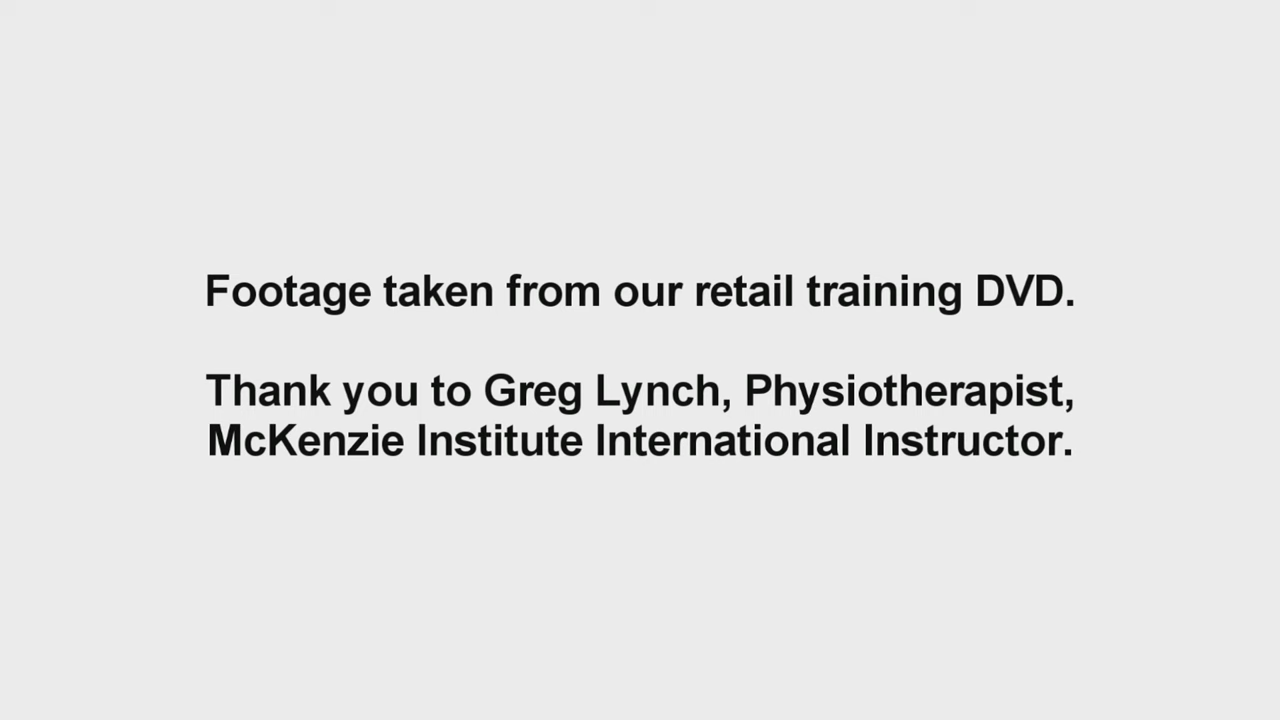 Footage taken from our retail training DVD.
Thank you to Greg Lynch, Physiotherapist,
McKenzie Institute International Instructor.